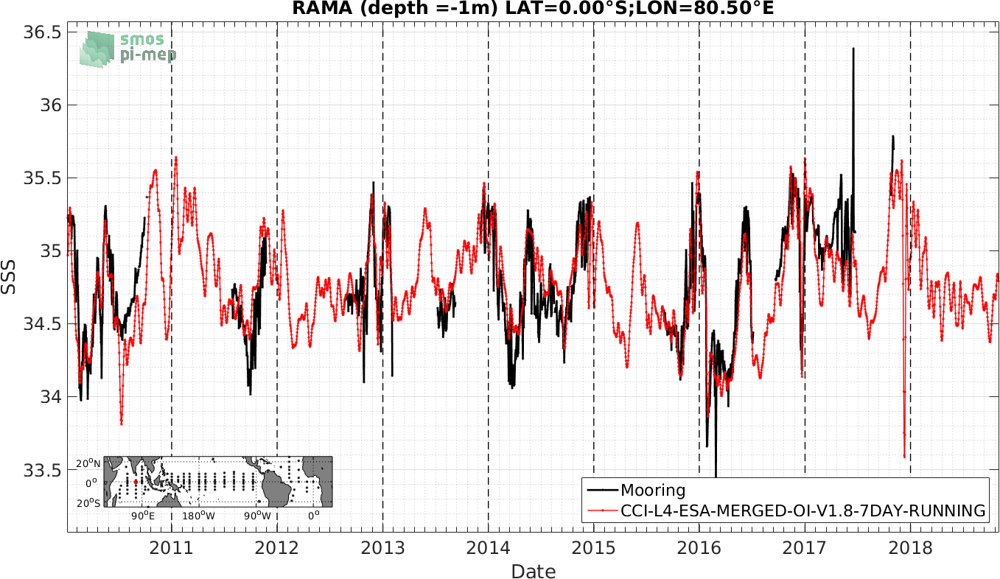 RAMA (depth =-1m) LAT=0.00°S;LON=80.50°E
36.5
36
35.5
35
34.5
34
33.5
SSS
smos
pi-mep
20°N
0°
20°S
90°E 180°W 90°W 0°
Mooring
CCI-L4-ESA-MERGED-OI-V1.8-7DAY-RUNNING
2011 2012 2013 2014 2015 2016 2017 2018
Date